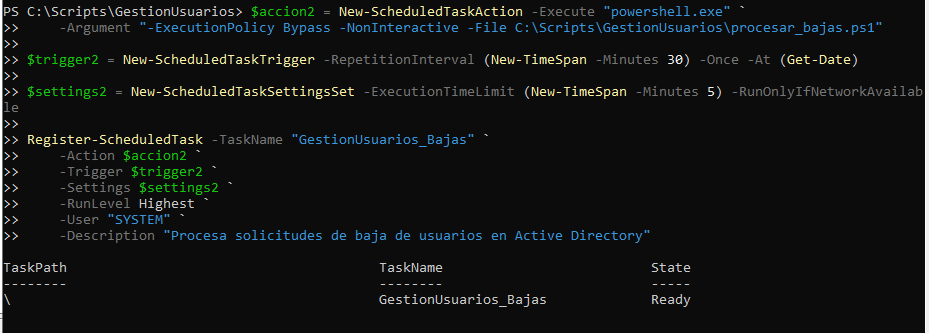 PS C:\Scripts\GestionUsuarios> $accion2 = New-ScheduledTaskAction -Execute "powershell.exe" `
>>     -Argument "-ExecutionPolicy Bypass -NonInteractive -File C:\Scripts\GestionUsuarios\procesar_bajas.ps1"
>>
>> $trigger2 = New-ScheduledTaskTrigger -RepetitionInterval (New-TimeSpan -Minutes 30) -Once -At (Get-Date)
>>
>> $settings2 = New-ScheduledTaskSettingsSet -ExecutionTimeLimit (New-TimeSpan -Minutes 5) -RunOnlyIfNetworkAvailab
le
>>
>> Register-ScheduledTask -TaskName "GestionUsuarios_Bajas" `
>>     -Action $accion2 `
>>     -Trigger $trigger2 `
>>     -Settings $settings2 `
>>     -RunLevel Highest `
>>     -User "SYSTEM" `
>>     -Description "Procesa solicitudes de baja de usuarios en Active Directory"
TaskPath                                       TaskName                          State
--------                                       --------                          -----
\                                              GestionUsuarios_Bajas             Ready